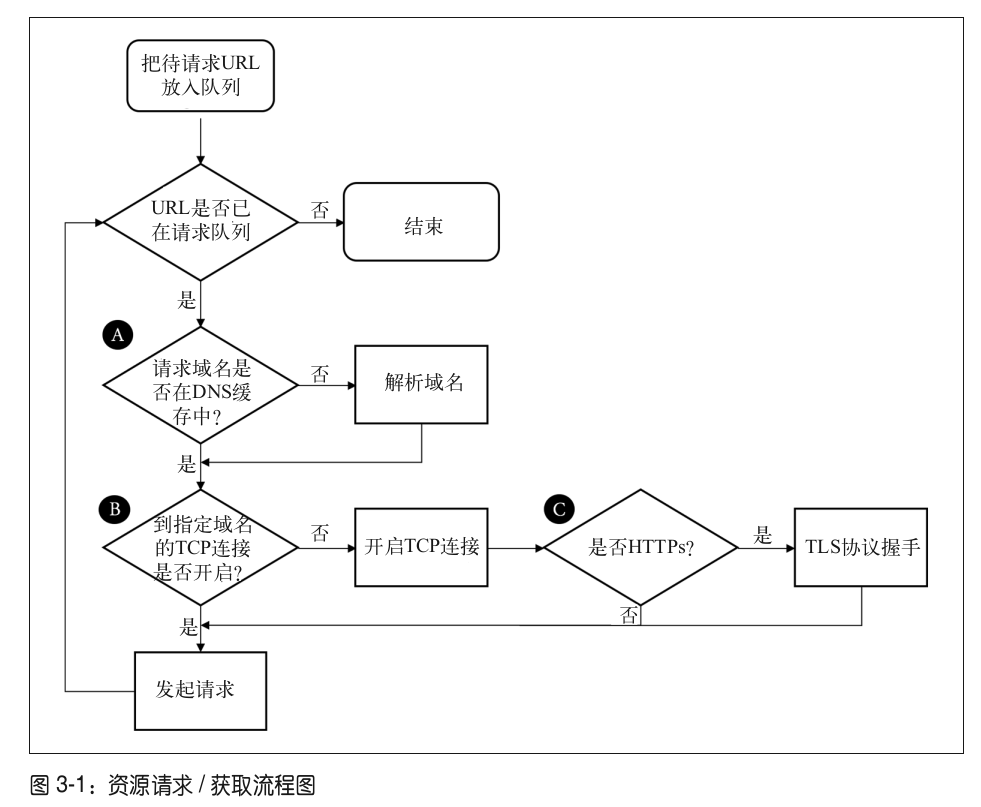 把待请求URL
放入队列
URL是否已
在请求队列
否
结束
是
A
请求域名是
否在DNS缓
存中?
否
解析域名
是
B
到指定域名
的TCP连接
是否开启?
否
开启TCP连接
C
是否HTTPs?
是
TLS协议握手
否
是
发起请求
图 3-1：资源请求 / 获取流程图